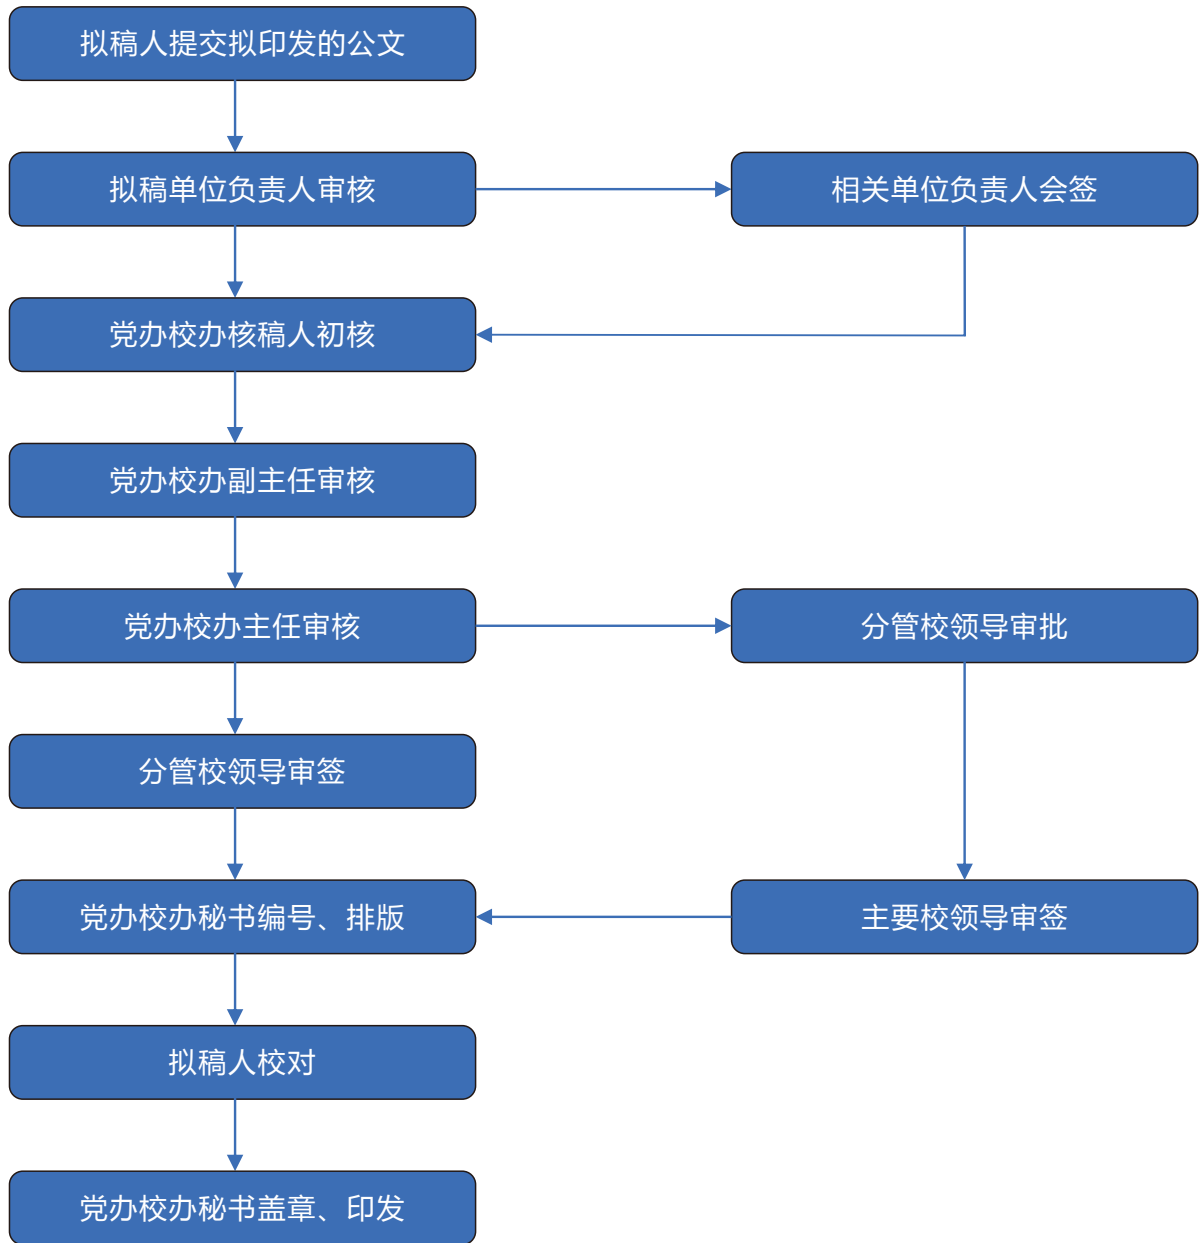 拟稿人提交拟印发的公文
拟稿单位负责人审核
相关单位负责人会签
党办校办核稿人初核
党办校办副主任审核
党办校办主任审核
分管校领导审批
分管校领导审签
党办校办秘书编号、排版
主要校领导审签
拟稿人校对
党办校办秘书盖章、印发